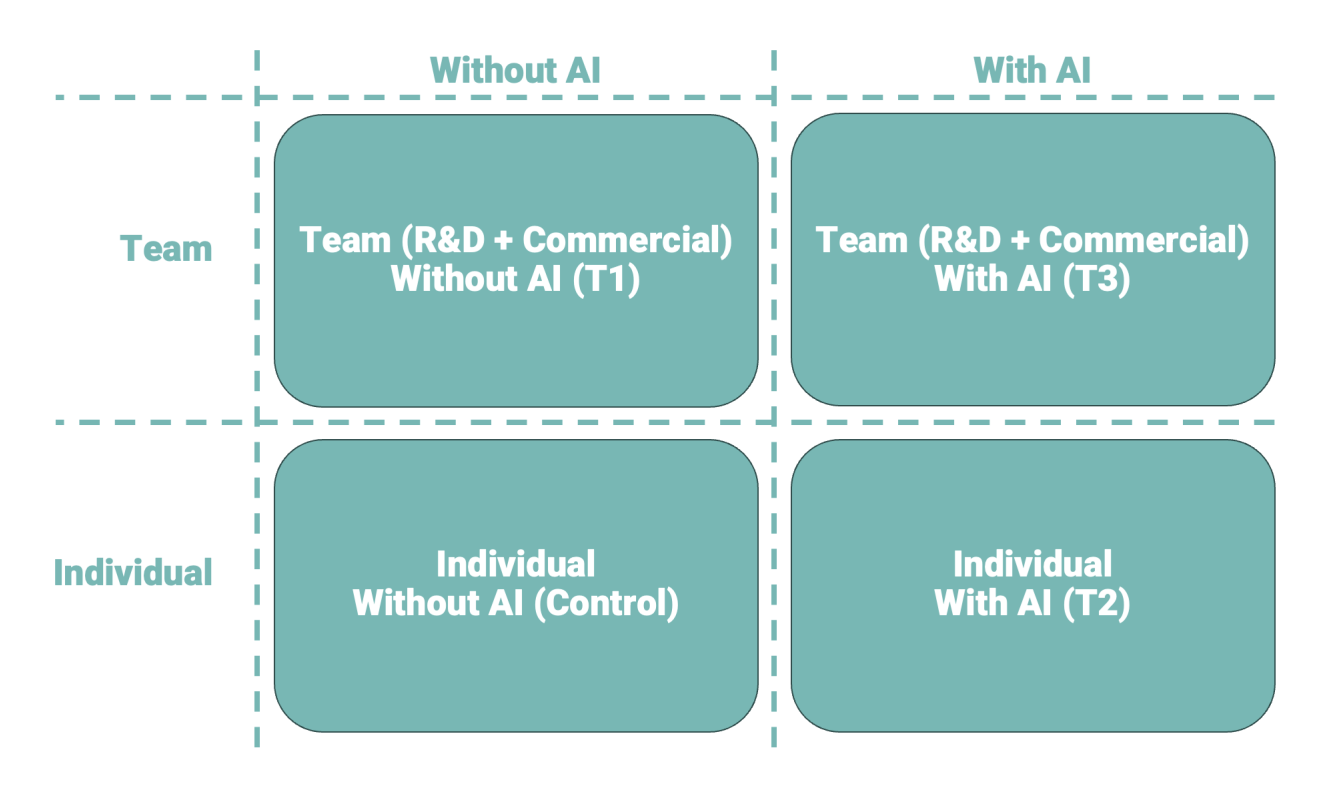 Without AI
With AI
Team
Team (R&D + Commercial)
Without AI (T1)
Team (R&D + Commercial)
With AI (T3)
Individual
Individual
Without AI (Control)
Individual
With AI (T2)